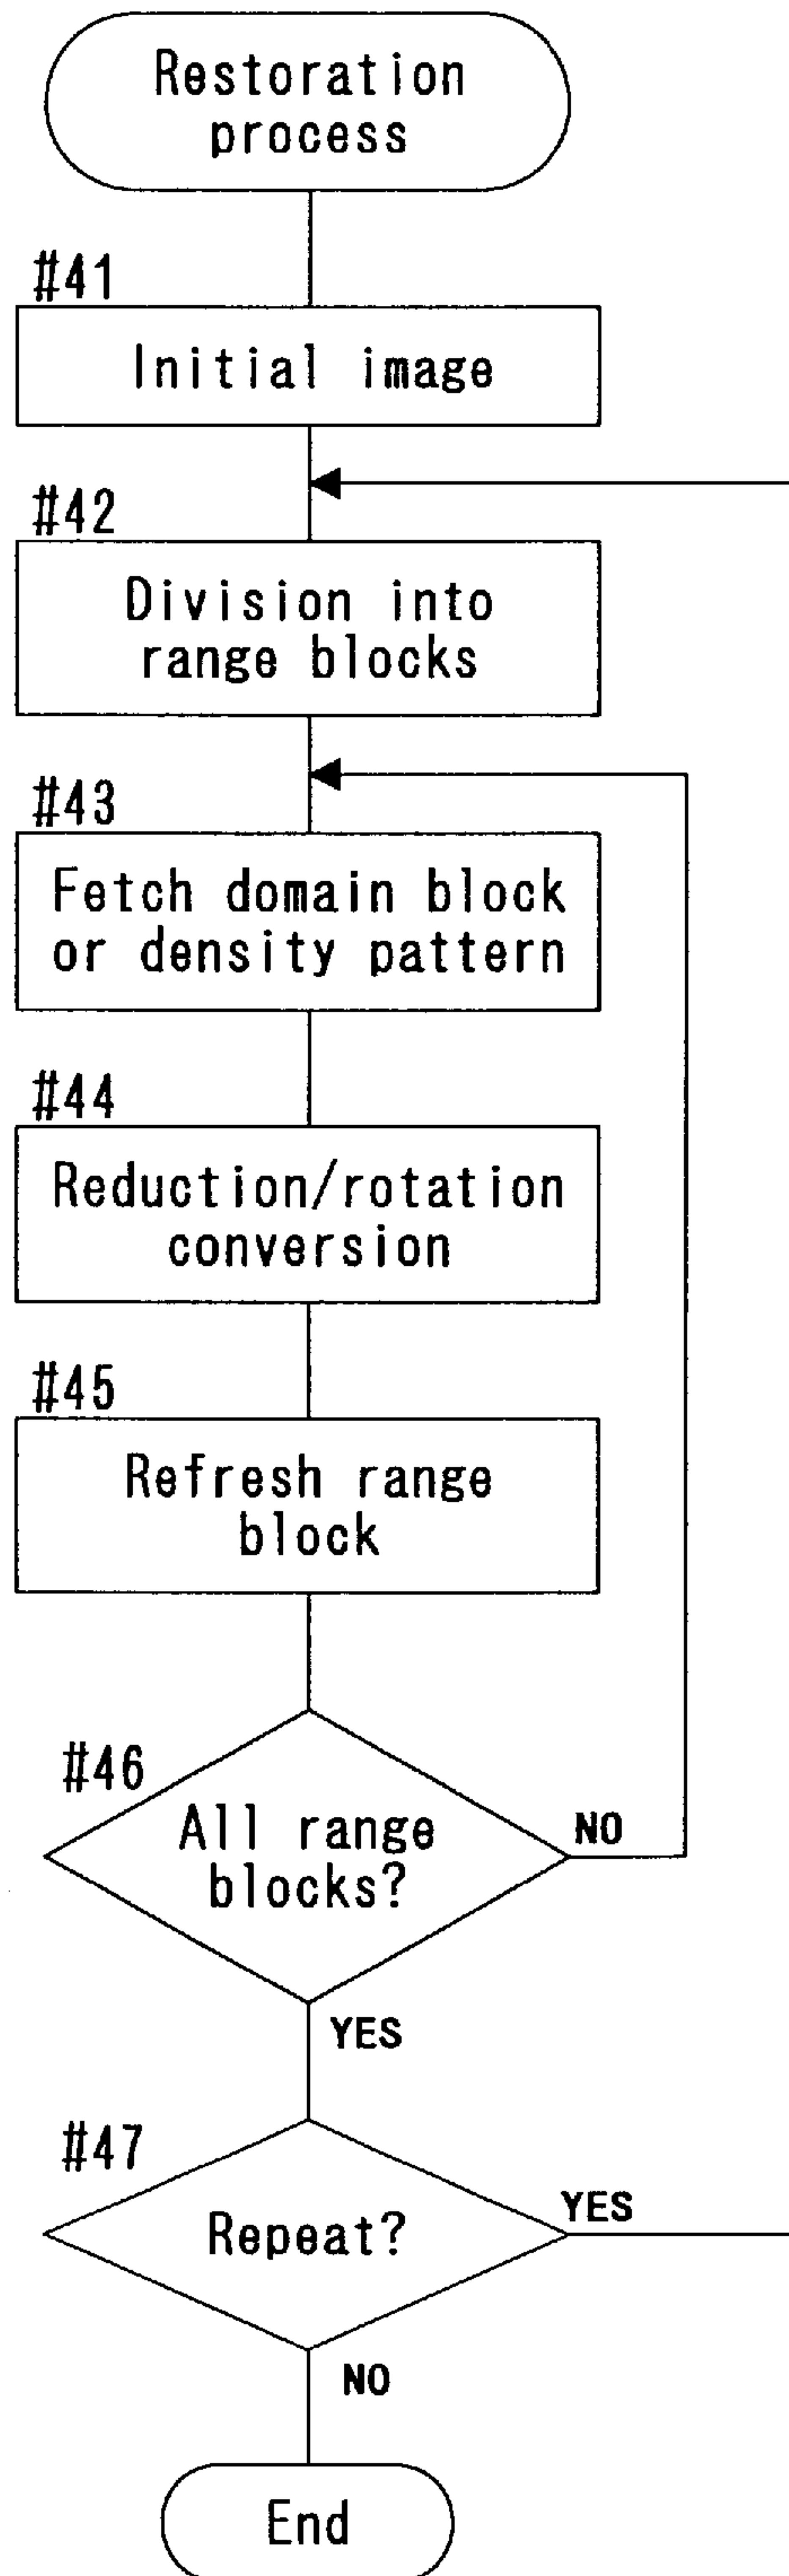 Restoration
process
#41
Initial image
#42
Division into
range blocks
#43
Fetch domain block
or density pattern
#44
Reduction/rotation
conversion
#45
Refresh range
block
#46
All range
blocks?
NO
YES
#47
Repeat?
YES
NO
End